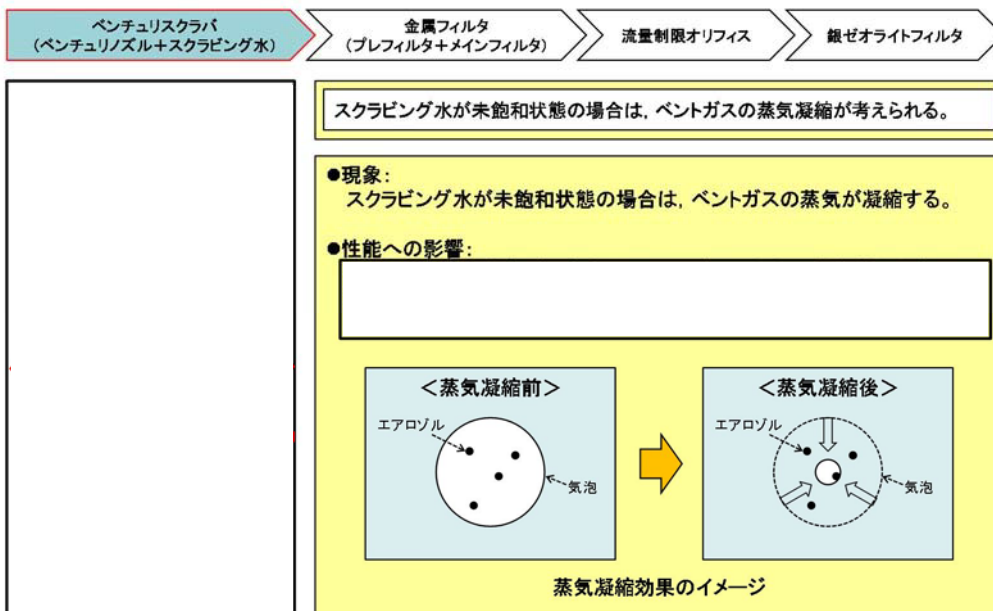 ベンチュリスクラバ
(ベンチュリノズル＋スクラビング水)
金属フィルタ
(プレフィルタ＋メインフィルタ)
流量制限オリフィス
銀ゼオライトフィルタ
スクラビング水が未飽和状態の場合は，ベントガスの蒸気凝縮が考えられる。
●現象：
スクラビング水が未飽和状態の場合は，ベントガスの蒸気が凝縮する。
●性能への影響：
＜蒸気凝縮前＞
エアロゾル
気泡
＜蒸気凝縮後＞
エアロゾル
気泡
蒸気凝縮効果のイメージ